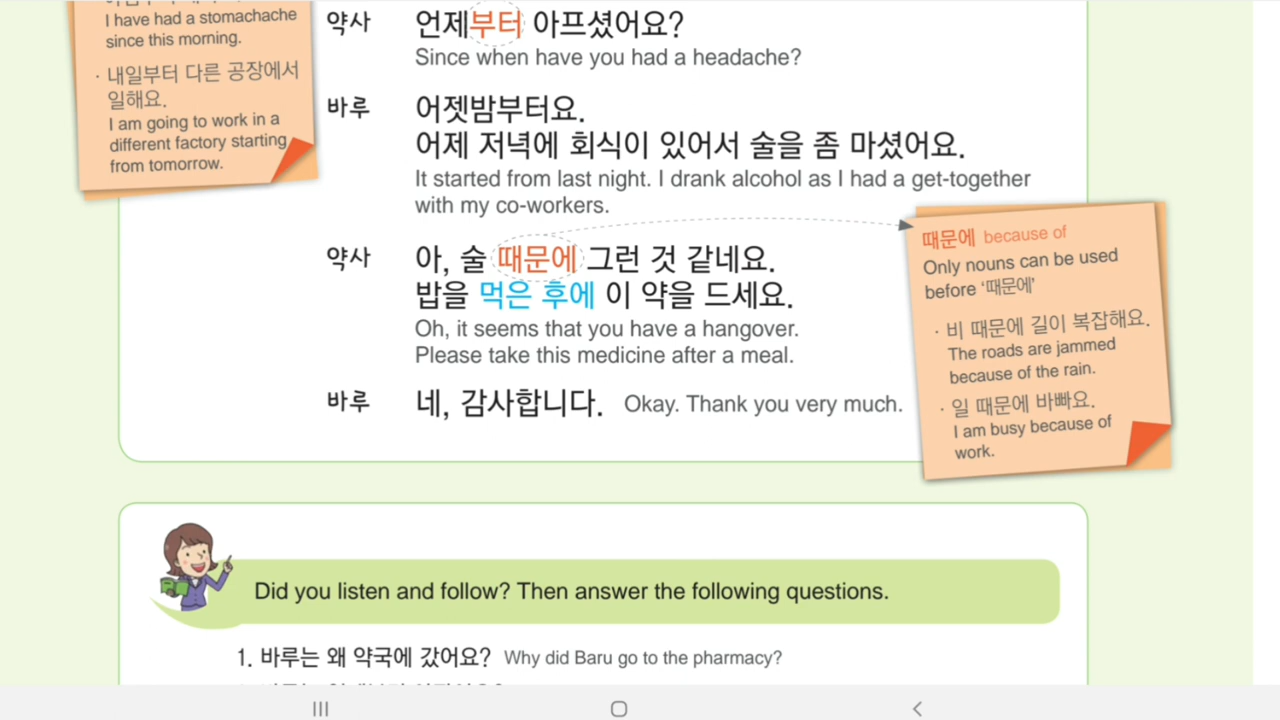 I have had a stomachache
since this morning.
· 내일부터 다른 공장에서
일해요.
I am going to work in a
different factory starting
from tomorrow.
약사 언제부터 아프셨어요?
Since when have you had a headache?
바루 어젯밤부터요.
어제 저녁에 회식이 있어서 술을 좀 마셨어요.
It started from last night. I drank alcohol as I had a get-together
with my co-workers.
약사 아, 술 때문에 그런 것 같네요.
밥을 먹은 후에 이 약을 드세요.
Oh, it seems that you have a hangover.
Please take this medicine after a meal.
바루 네, 감사합니다. Okay. Thank you very much.
때문에 because of
Only nouns can be used
before ‘때문에’
· 비 때문에 길이 복잡해요.
The roads are jammed
because of the rain.
· 일 때문에 바빠요.
I am busy because of
work.
Did you listen and follow? Then answer the following questions.
1. 바루는 왜 약국에 갔어요? Why did Baru go to the pharmacy?